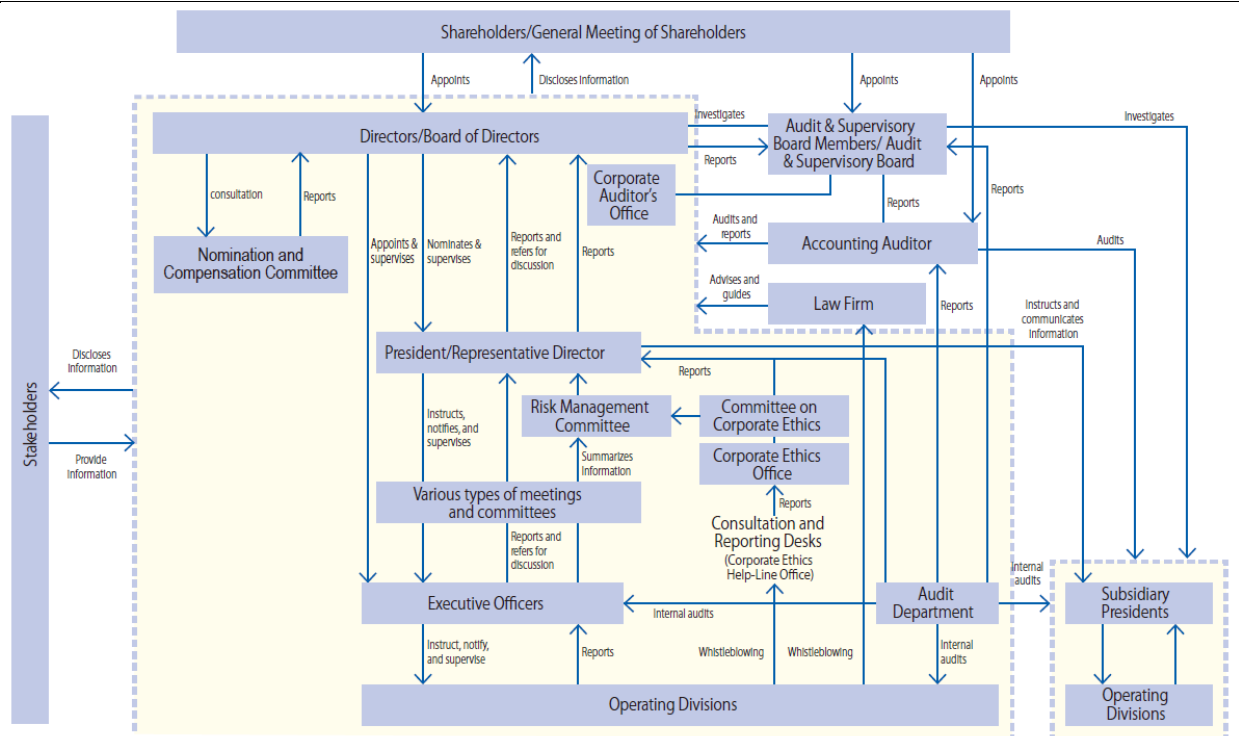 Shareholders/General Meeting of Shareholders
Appoints
Discloses Information
Appoints
Appoints
Directors/Board of Directors
Investigates
Reports
Audit & Supervisory
Board Members/ Audit
& Supervisory Board
Investigates
consultation
Reports
Corporate
Auditor's
Office
Reports
Reports
Nomination and
Compensation Committee
Appoints &
supervises
Nominates &
supervises
Reports and
refers for
discussion
Reports
Audits and
reports
Accounting Auditor
Audits
Advises and
guides
Law Firm
Reports
Instructs and
communicates
Information
Stakeholders
Discloses
Information
Provide
Information
President/Representative Director
Reports
Instructs,
notifies, and
supervises
Risk Management
Committee
Committee on
Corporate Ethics
Summarizes
Information
Corporate Ethics
Office
Various types of meetings
and committees
Reports
Consultation and
Reporting Desks
(Corporate Ethics
Help-Line Office)
Reports and
refers for
discussion
Executive Officers
Internal audits
Audit
Department
Internal
audits
Subsidiary
Presidents
Instruct, notify,
and supervise
Reports
Whistleblowing
Whistleblowing
Internal
audits
Operating Divisions
Operating
Divisions